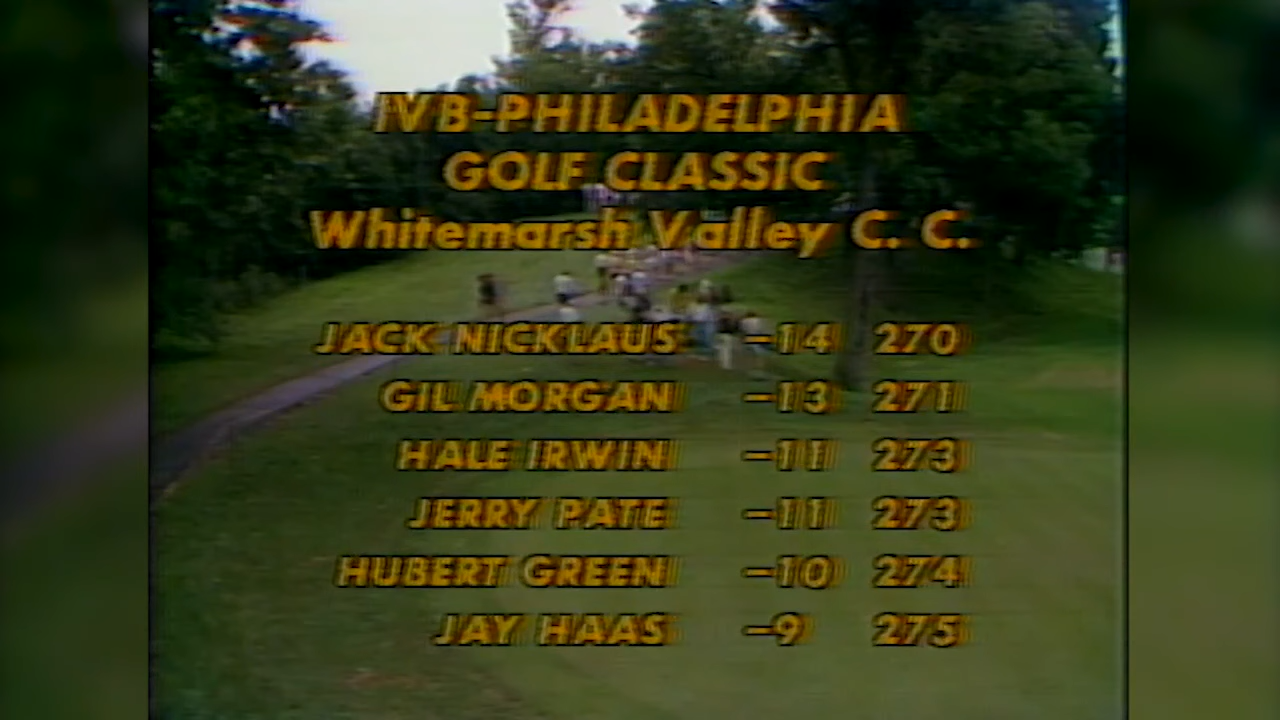 IVB-PHILADELPHIA
GOLF CLASSIC
Whitemarsh Valley C. C.
JACK NICKLAUS -14 270
GIL MORGAN -13 271
HALE IRWIN -11 273
JERRY PATE -11 273
HUBERT GREEN -10 274
JAY HAAS -9 275